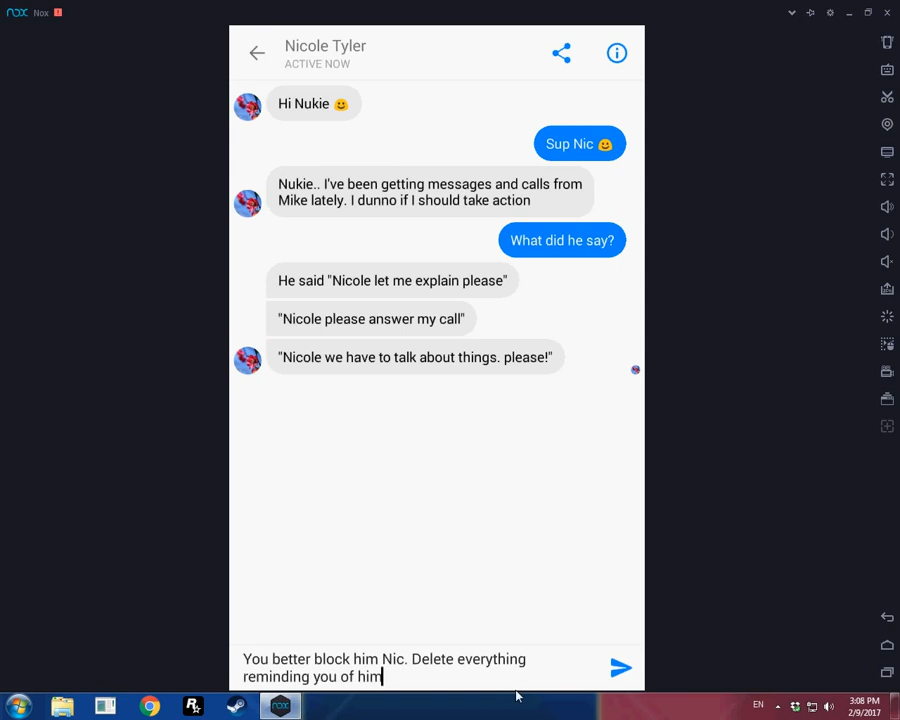 nox Nox
Nicole Tyler
ACTIVE NOW
Hi Nukie
Sup Nic
Nukie.. I've been getting messages and calls from
Mike lately. I dunno if I should take action
What did he say?
He said "Nicole let me explain please"
"Nicole please answer my call"
"Nicole we have to talk about things. please!"
You better block him Nic. Delete everything
reminding you of him
EN
3:08 PM
2/9/2017